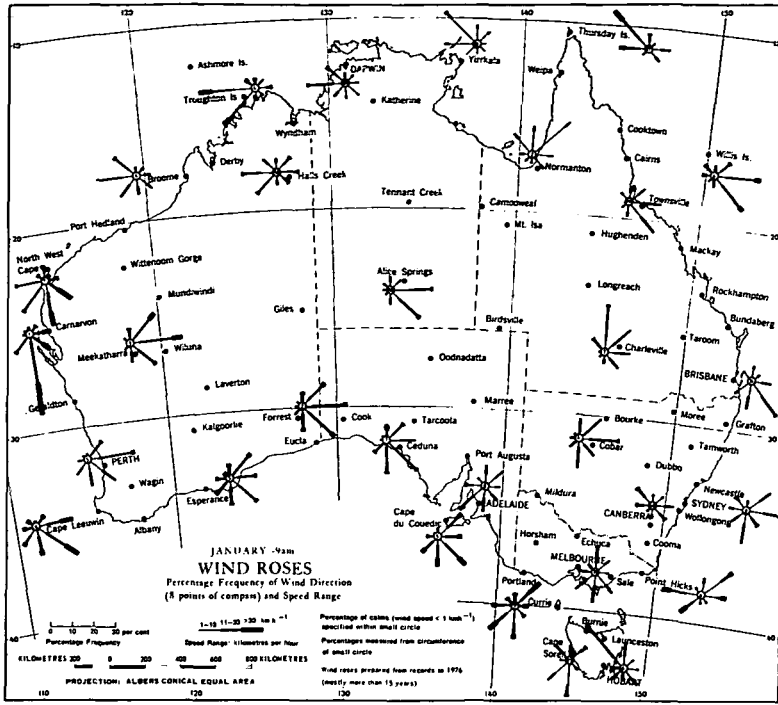 120
130
140
150
Thursday Is.
Yirrkala
Ashmore Is.
DARWIN
Weipa
Troughton Is
Katherine
Wyndham
Cooktown
Derby
Cairns
Willis Is.
Broome
Halls Creek
Normanton
Tennant Creek
Camooweal
Townsville
Port Hedland
Mt. Isa
20
20
Hughenden
North West
Cape
Mackay
Wittenoom Gorge
Alice Springs
Mundiwindi
Longreach
Rockhampton
Giles
Carnarvon
Birdsville
Bundaberg
Meekatharra
Wiluna
Charleville
Taroom
Oodnadatta
BRISBANE
Laverton
Geraldton
Marree
Forrest
Cook
Tarcoola
Bourke
Moree
Grafton
Kalgoorlie
30
30
Eucla
Ceduna
Cobar
Tamworth
PERTH
Port Augusta
Dubbo
Wagin
Esperance
Mildura
Newcastle
ADELAIDE
SYDNEY
Cape Leeuwin
Albany
Cape
du Couedic
CANBERRA
Wollongong
Horsham
Echuca
Cooma
JANUARY -9am
WIND ROSES
MELBOURNE
Percentage Frequency of Wind Direction
(8 points of compass) and Speed Range
Portland
Sale
Point Hicks
Currie
1-10 11-30 >30 km h⁻¹
Percentage of calms (wind speed < 1 kmh⁻¹)
specified within small circle
Burnie
Launceston
40
40
10 20 30 per cent
Percentage Frequency
Speed Range: kilometres per Hour
Percentages measured from circumference
of small circle
Cape
Sorell
KILOMETRES 200 0 200 400 600 800 KILOMETRES
Wind roses prepared from records to 1976
(mostly more than 15 years)
HOBART
PROJECTION: ALBERS CONICAL EQUAL AREA
110
120
130
140
150